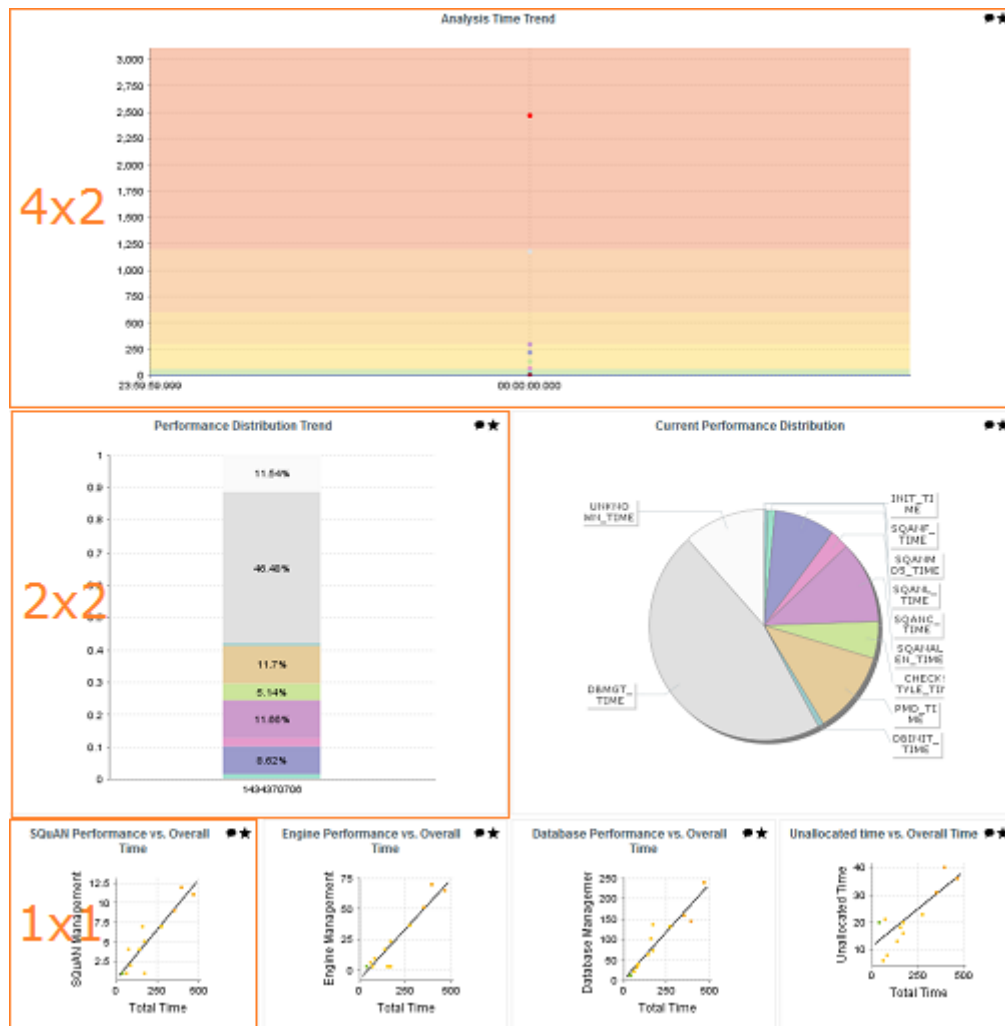 Analysis Time Trend
3,000
2,750
2,500
2,250
2,000
1,750
1,500
1,250
1,000
750
500
250
0
23:59:59.999
00:00:00.000
4x2
Performance Distribution Trend
1
0.9
0.8
0.7
0.6
0.5
0.4
0.3
0.2
0.1
0
11.54%
46.48%
11.7%
5.14%
11.86%
8.62%
1434370706
2x2
Current Performance Distribution
UNKNO
WN_TIME
DBMGT_
TIME
INIT_TI
ME
SQANF_
TIME
SQANM
DS_TIME
SQANL_
TIME
SQANC_
TIME
SQANAL
EN_TIME
CHECKS
TYLE_TI
PMD_TI
ME
DBINIT_
TIME
SQuAN Performance vs. Overall
Time
12.5
10
7.5
5
2.5
SQuAN Management
0
250
500
Total Time
1x1
Engine Performance vs. Overall
Time
75
50
25
0
Engine Management
0
250
500
Total Time
Database Performance vs. Overall
Time
250
200
150
100
50
0
Database Managemer
0
250
500
Total Time
Unallocated time vs. Overall Time
40
30
20
10
Unallocated Time
0
250
500
Total Time